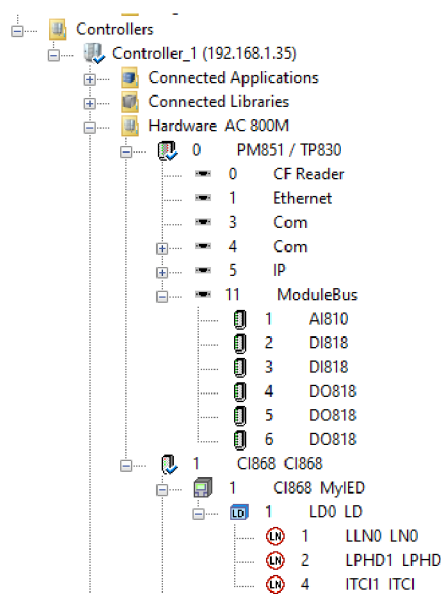 Controllers
Controller_1 (192.168.1.35)
Connected Applications
Connected Libraries
Hardware AC 800M
0 PM851 / TP830
0 CF Reader
1 Ethernet
3 Com
4 Com
5 IP
11 ModuleBus
1 AI810
2 DI818
3 DI818
4 DO818
5 DO818
6 DO818
1 CI868 CI868
1 CI868 MyIED
LD 1 LD0 LD
LN 1 LLN0 LN0
LN 2 LPHD1 LPHD
LN 4 ITCI1 ITCI